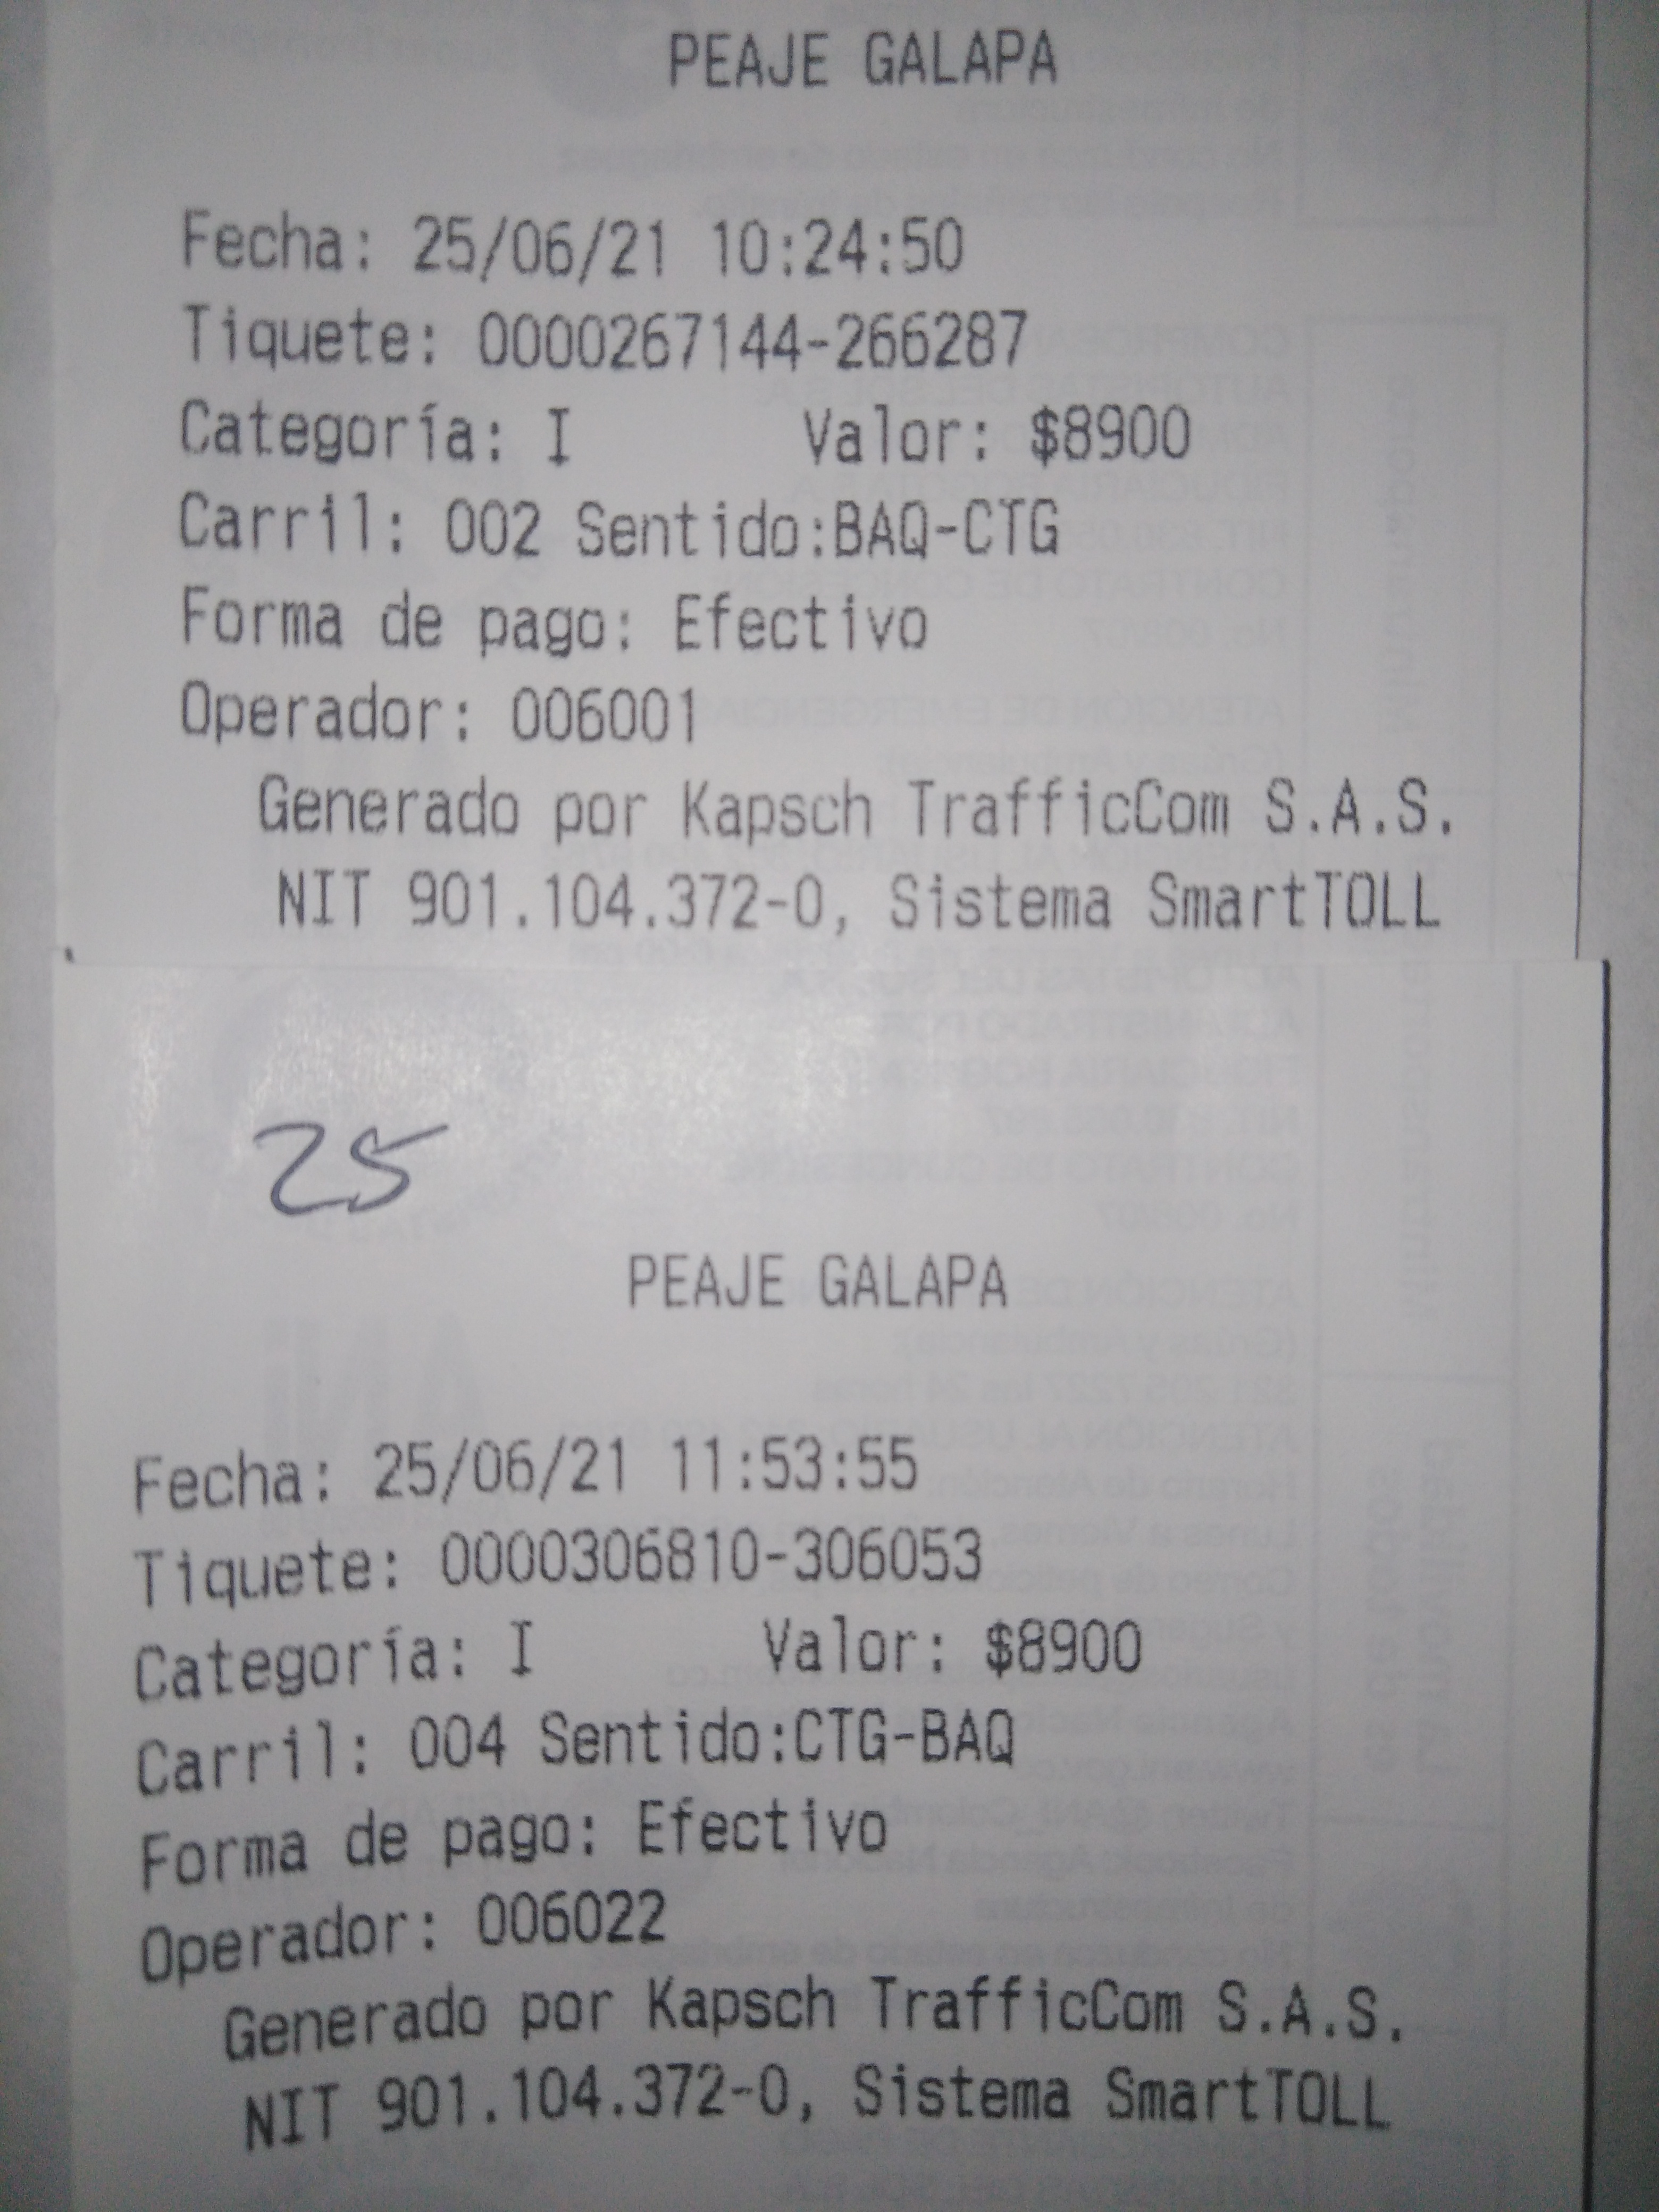 PEAJE GALAPA
Fecha: 25/06/21 10:24:50
Tiquete: 0000267144-266287
Categoría: I Valor: $8900
Carril: 002 Sentido:BAQ-CTG
Forma de pago: Efectivo
Operador: 006001
Generado por Kapsch TrafficCom S.A.S.
NIT 901.104.372-0, Sistema SmartTOLL
25
PEAJE GALAPA
Fecha: 25/06/21 11:53:55
Tiquete: 0000306810-306053
Categoría: I Valor: $8900
Carril: 004 Sentido:CTG-BAQ
Forma de pago: Efectivo
Operador: 006022
Generado por Kapsch TrafficCom S.A.S.
NIT 901.104.372-0, Sistema SmartTOLL